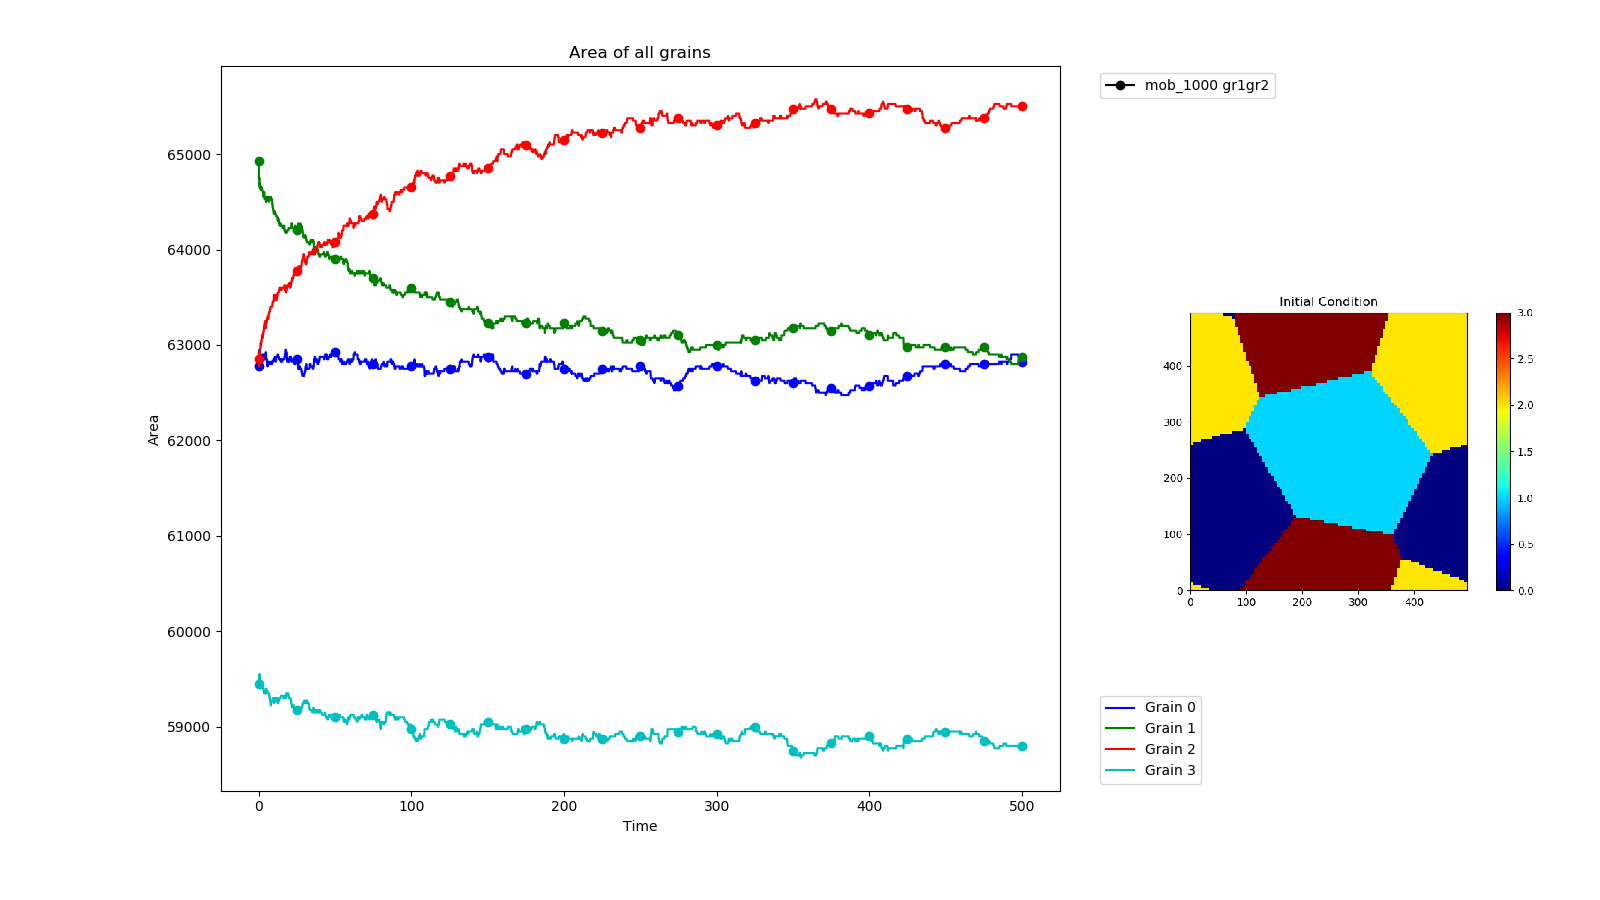 Area of all grains
mob_1000 gr1gr2
65000
64000
63000
62000
61000
60000
59000
Area
0 100 200 300 400 500
Time
Initial Condition
400
300
200
100
0
0 100 200 300 400
3.0
2.5
2.0
1.5
1.0
0.5
0.0
Grain 0
Grain 1
Grain 2
Grain 3